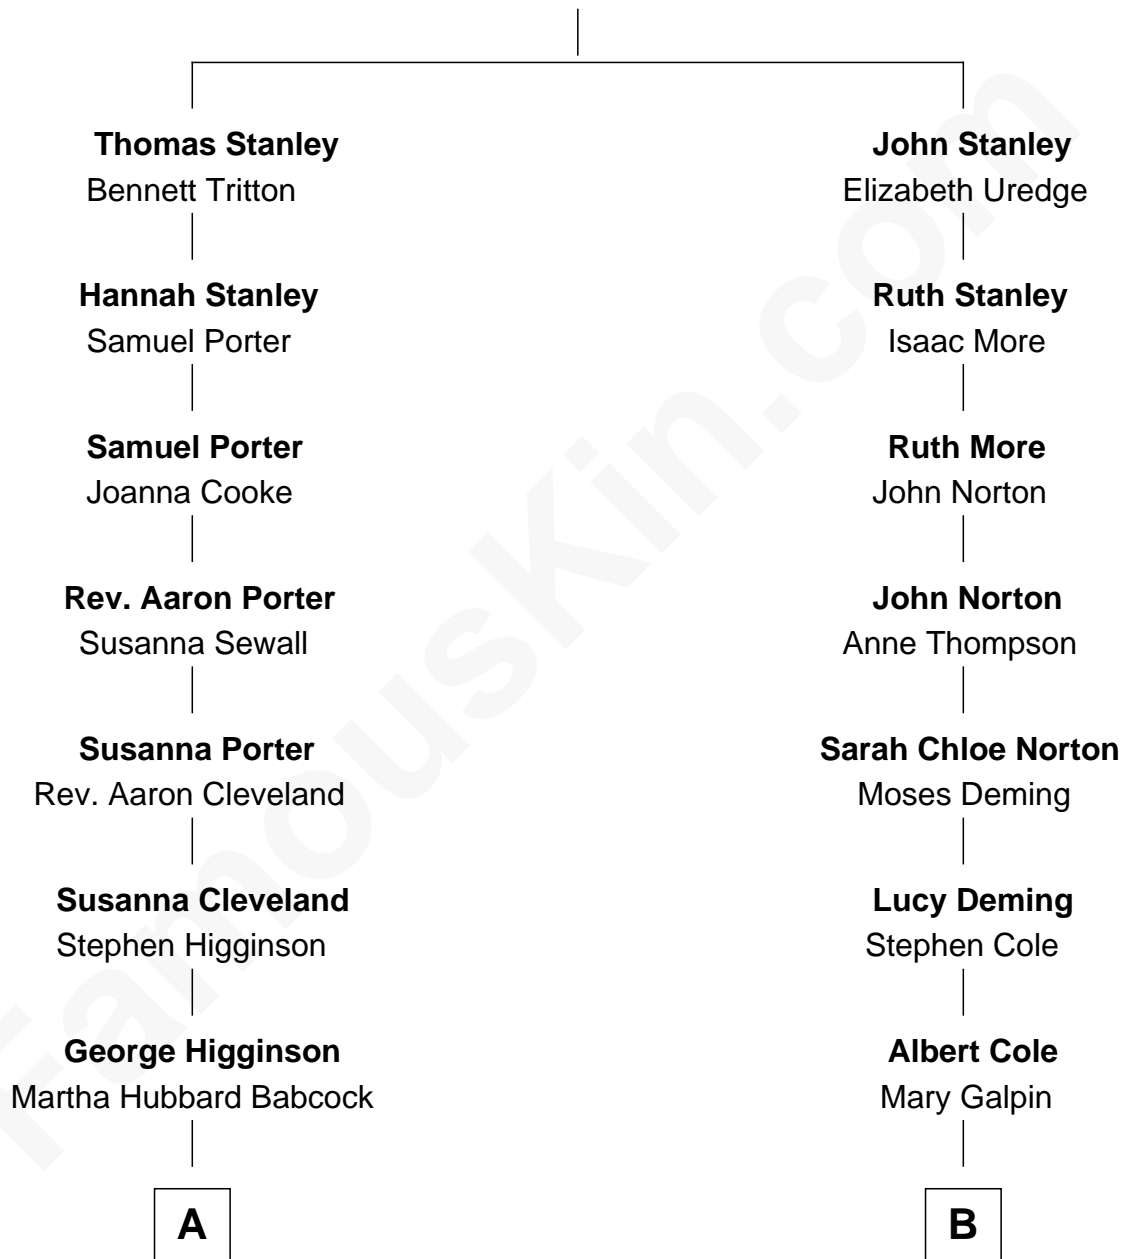 Thomas Stanley
Bennett Tritton
Hannah Stanley
Samuel Porter
Samuel Porter
Joanna Cooke
Rev. Aaron Porter
Susanna Sewall
Susanna Porter
Rev. Aaron Cleveland
Susanna Cleveland
Stephen Higginson
George Higginson
Martha Hubbard Babcock
A
John Stanley
Elizabeth Uredge
Ruth Stanley
Isaac More
Ruth More
John Norton
John Norton
Anne Thompson
Sarah Chloe Norton
Moses Deming
Lucy Deming
Stephen Cole
Albert Cole
Mary Galpin
B
FamousKin.com